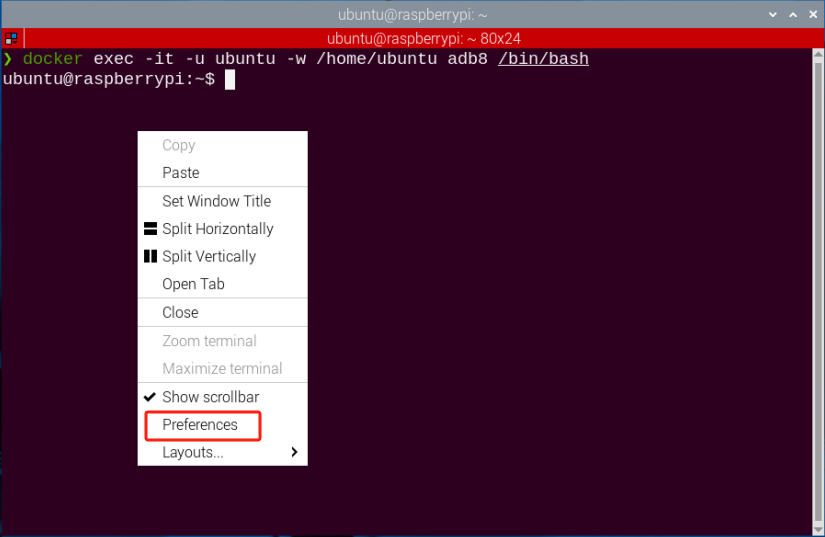 ubuntu@raspberrypi: ~
ubuntu@raspberrypi: ~ 80x24
❯ docker exec -it -u ubuntu -w /home/ubuntu adb8 /bin/bash
ubuntu@raspberrypi:~$
Copy
Paste
Set Window Title
Split Horizontally
Split Vertically
Open Tab
Close
Zoom terminal
Maximize terminal
Show scrollbar
Preferences
Layouts...